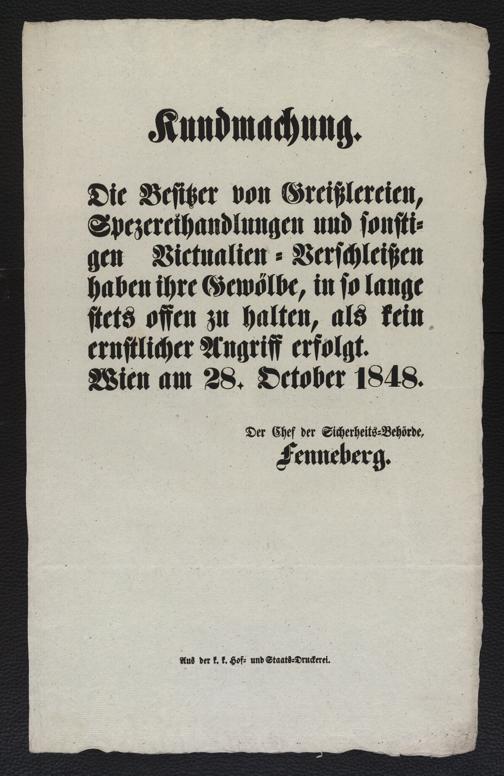 Kundmachung.
Die Besitzer von Greißlereien,
Spezereihandlungen und sonsti-
gen Victualien - Verschleißen
haben ihre Gewölbe, in so lange
stets offen zu halten, als kein
ernstlicher Angriff erfolgt.
Wien am 28. October 1848.
Der Chef der Sicherheits-Behörde,
Fenneberg.
Aus der k. k. Hof- und Staats-Druckerei.